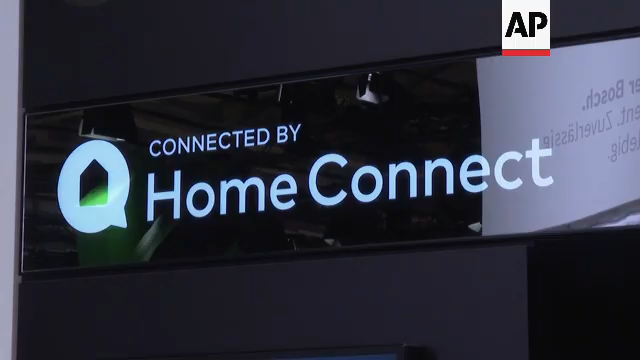 AP
CONNECTED BY
Home Connect
er Bosch.
ent. Zuverlässig
ebig.